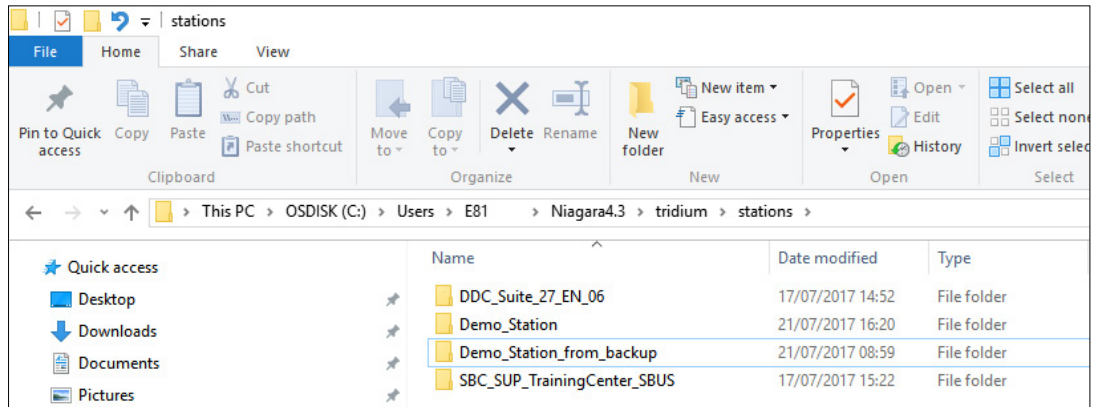 stations
File Home Share View
Pin to Quick access
Copy
Paste
Cut
Copy path
Paste shortcut
Clipboard
Move to
Copy to
Delete
Rename
Organize
New folder
New item
Easy access
New
Properties
Open
Edit
History
Open
Select all
Select none
Invert selec
Select
This PC > OSDISK (C:) > Users > E81 > Niagara4.3 > tridium > stations >
Name Date modified Type
Quick access
Desktop
Downloads
Documents
Pictures
DDC_Suite_27_EN_06 17/07/2017 14:52 File folder
Demo_Station 21/07/2017 16:20 File folder
Demo_Station_from_backup 21/07/2017 08:59 File folder
SBC_SUP_TrainingCenter_SBUS 17/07/2017 15:22 File folder